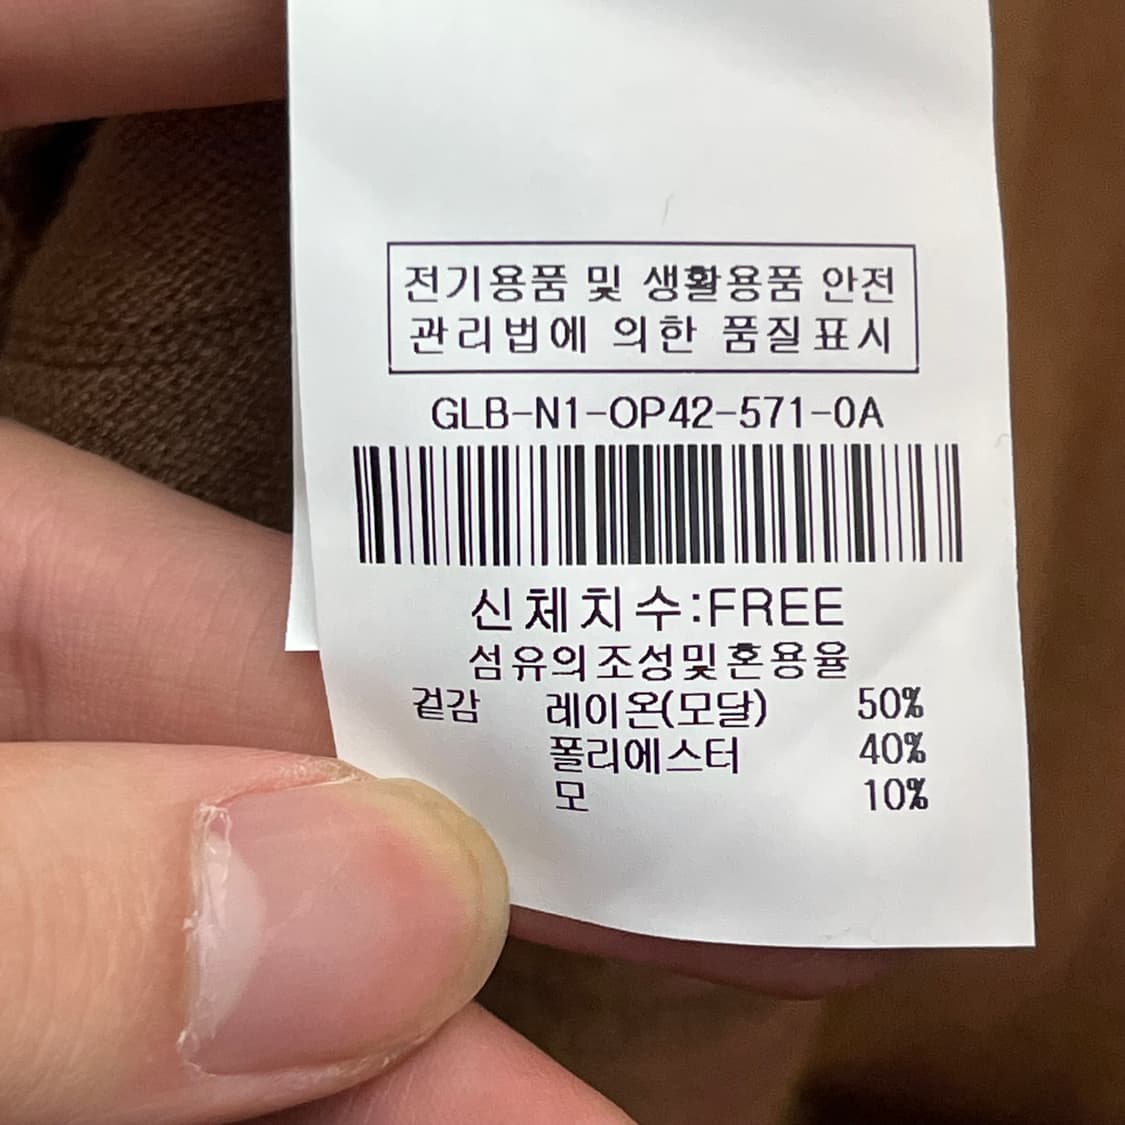 전기용품 및 생활용품 안전
관리법에 의한 품질표시
GLB-N1-OP42-571-0A
신체치수:FREE
섬유의조성및혼용율
겉감 레이온(모달) 50%
폴리에스터 40%
모 10%